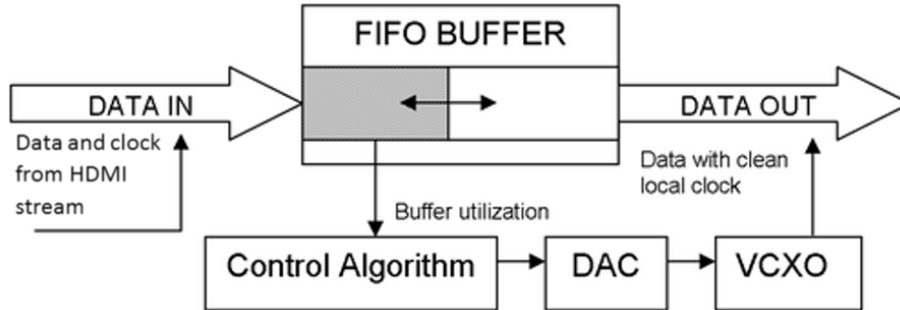 FIFO BUFFER
DATA IN
DATA OUT
Data and clock
from HDMI
stream
Data with clean
local clock
Buffer utilization
Control Algorithm
DAC
VCXO